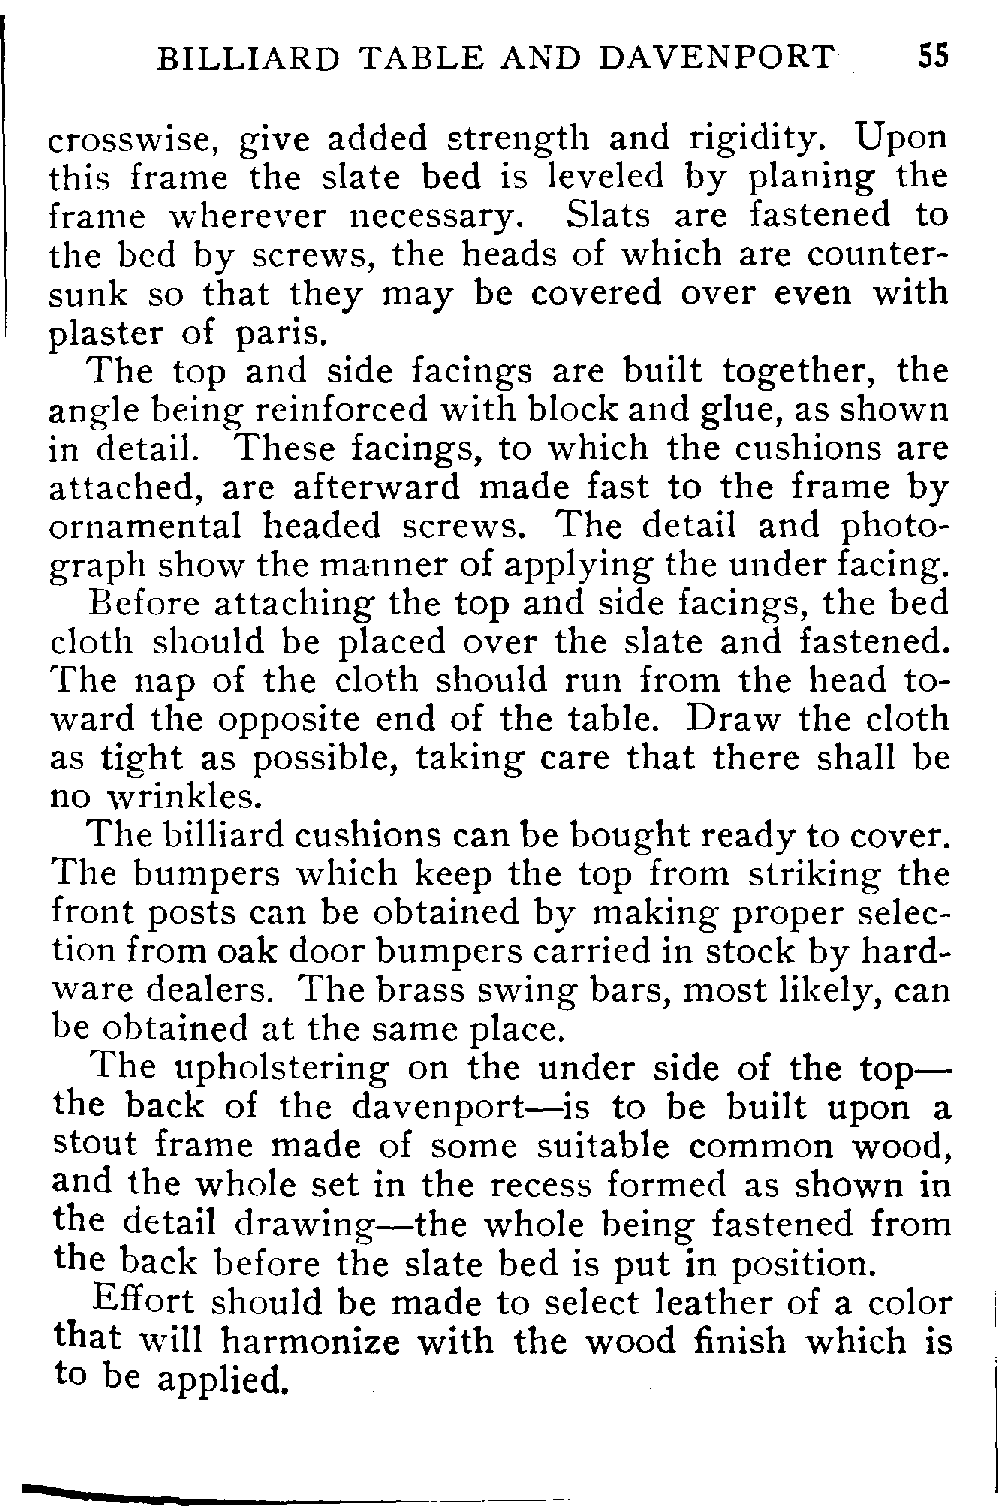 BILLIARD TABLE AND DAVENPORT 55
crosswise, give added strength and rigidity. Upon
this frame the slate bed is leveled by planing the
frame wherever necessary. Slats are fastened to
the bed by screws, the heads of which are counter-
sunk so that they may be covered over even with
plaster of paris.
The top and side facings are built together, the
angle being reinforced with block and glue, as shown
in detail. These facings, to which the cushions are
attached, are afterward made fast to the frame by
ornamental headed screws. The detail and photo-
graph show the manner of applying the under facing.
Before attaching the top and side facings, the bed
cloth should be placed over the slate and fastened.
The nap of the cloth should run from the head to-
ward the opposite end of the table. Draw the cloth
as tight as possible, taking care that there shall be
no wrinkles.
The billiard cushions can be bought ready to cover.
The bumpers which keep the top from striking the
front posts can be obtained by making proper selec-
tion from oak door bumpers carried in stock by hard-
ware dealers. The brass swing bars, most likely, can
be obtained at the same place.
The upholstering on the under side of the top—
the back of the davenport—is to be built upon a
stout frame made of some suitable common wood,
and the whole set in the recess formed as shown in
the detail drawing—the whole being fastened from
the back before the slate bed is put in position.
Effort should be made to select leather of a color
that will harmonize with the wood finish which is
to be applied.